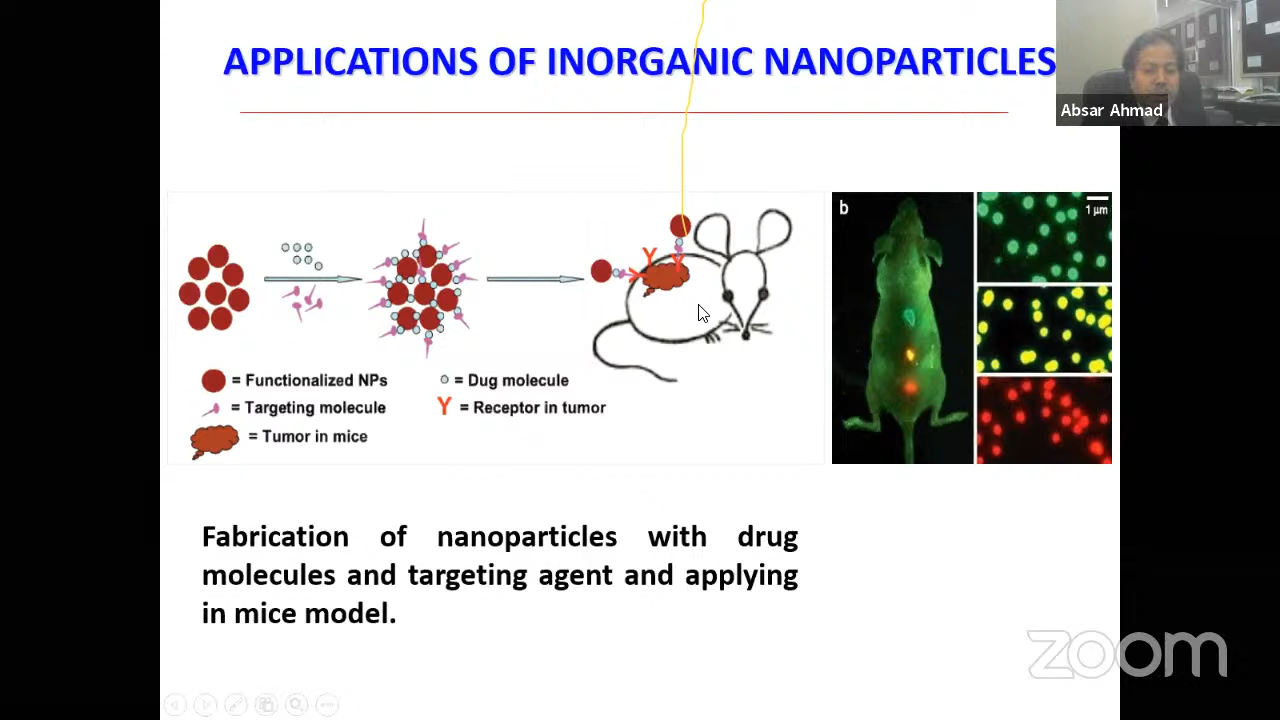 APPLICATIONS OF INORGANIC NANOPARTICLES
Absar Ahmad
b
1 μm
= Functionalized NPs
= Dug molecule
= Targeting molecule
Y = Receptor in tumor
= Tumor in mice
Fabrication of nanoparticles with drug
molecules and targeting agent and applying
in mice model.
zoom